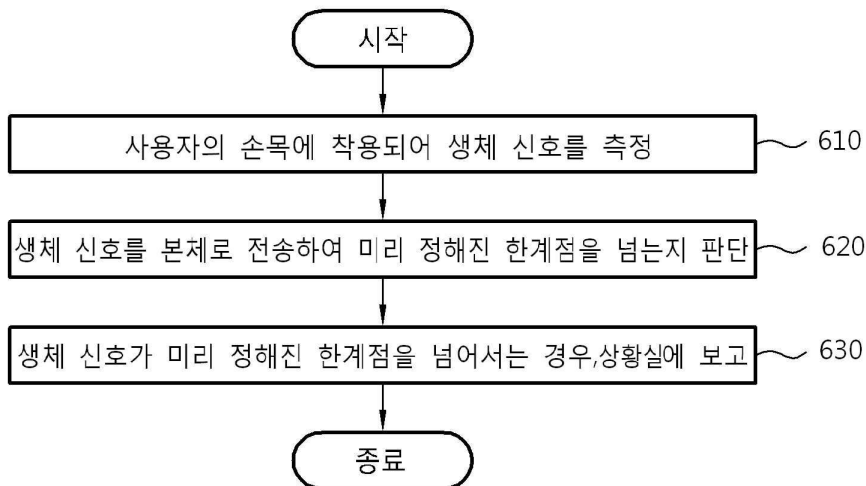 시작
사용자의 손목에 착용되어 생체 신호를 측정
610
생체 신호를 본체로 전송하여 미리 정해진 한계점을 넘는지 판단
620
생체 신호가 미리 정해진 한계점을 넘어서는 경우,상황실에 보고
630
종료